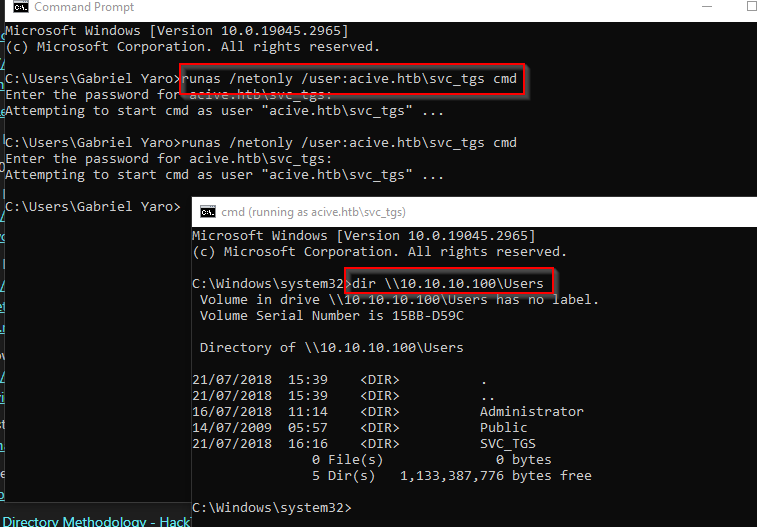 Command Prompt
Microsoft Windows [Version 10.0.19045.2965]
(c) Microsoft Corporation. All rights reserved.
C:\Users\Gabriel Yaro>runas /netonly /user:acive.htb\svc_tgs cmd
Enter the password for acive.htb\svc_tgs:
Attempting to start cmd as user "acive.htb\svc_tgs" ...
C:\Users\Gabriel Yaro>runas /netonly /user:acive.htb\svc_tgs cmd
Enter the password for acive.htb\svc_tgs:
Attempting to start cmd as user "acive.htb\svc_tgs" ...
C:\Users\Gabriel Yaro>
cmd (running as acive.htb\svc_tgs)
Microsoft Windows [Version 10.0.19045.2965]
(c) Microsoft Corporation. All rights reserved.
C:\Windows\system32>dir \\10.10.10.100\Users
Volume in drive \\10.10.10.100\Users has no label.
Volume Serial Number is 15BB-D59C
Directory of \\10.10.10.100\Users
21/07/2018  15:39    <DIR>          .
21/07/2018  15:39    <DIR>          ..
16/07/2018  11:14    <DIR>          Administrator
14/07/2009  05:57    <DIR>          Public
21/07/2018  16:16    <DIR>          SVC_TGS
0 File(s)              0 bytes
5 Dir(s)   1,133,387,776 bytes free
C:\Windows\system32>
Directory Methodology - Hack